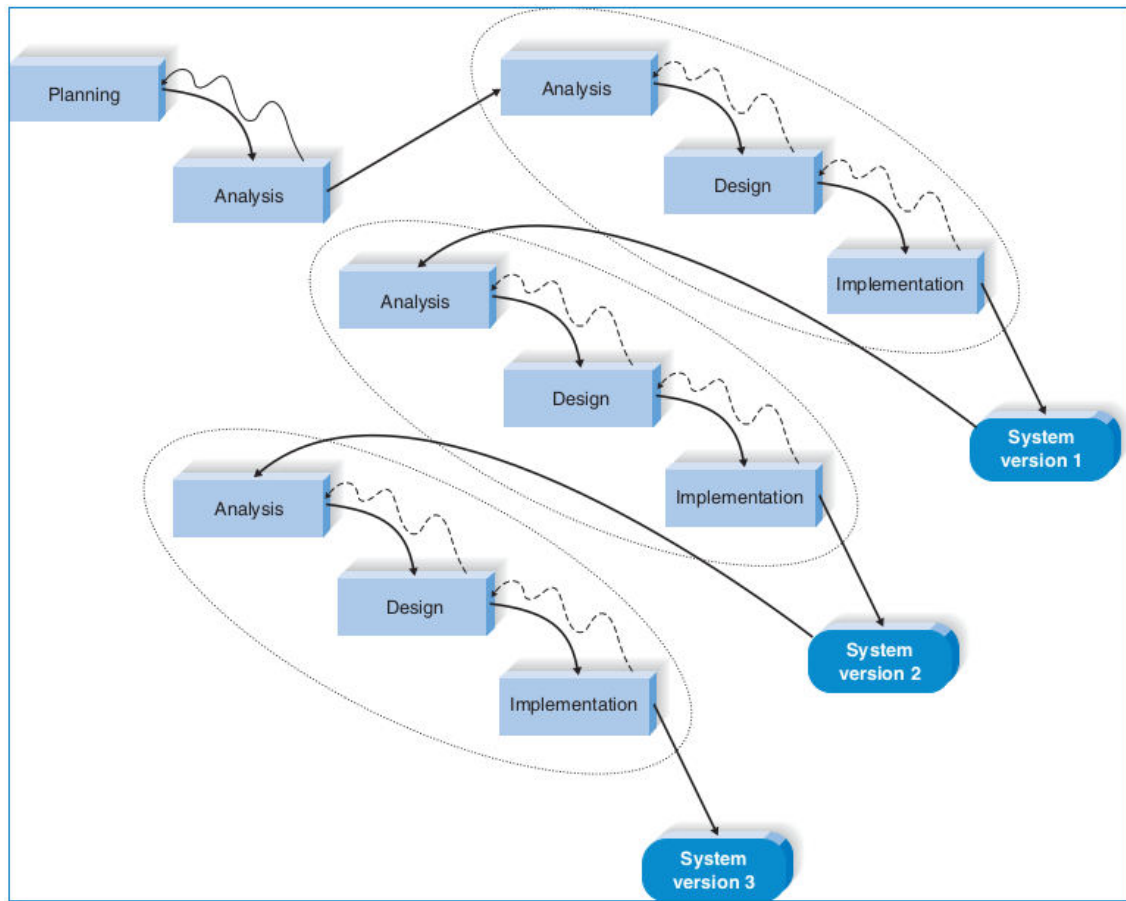 Planning
Analysis
Analysis
Design
Implementation
Analysis
Design
Implementation
System
version 1
Analysis
Design
Implementation
System
version 2
System
version 3